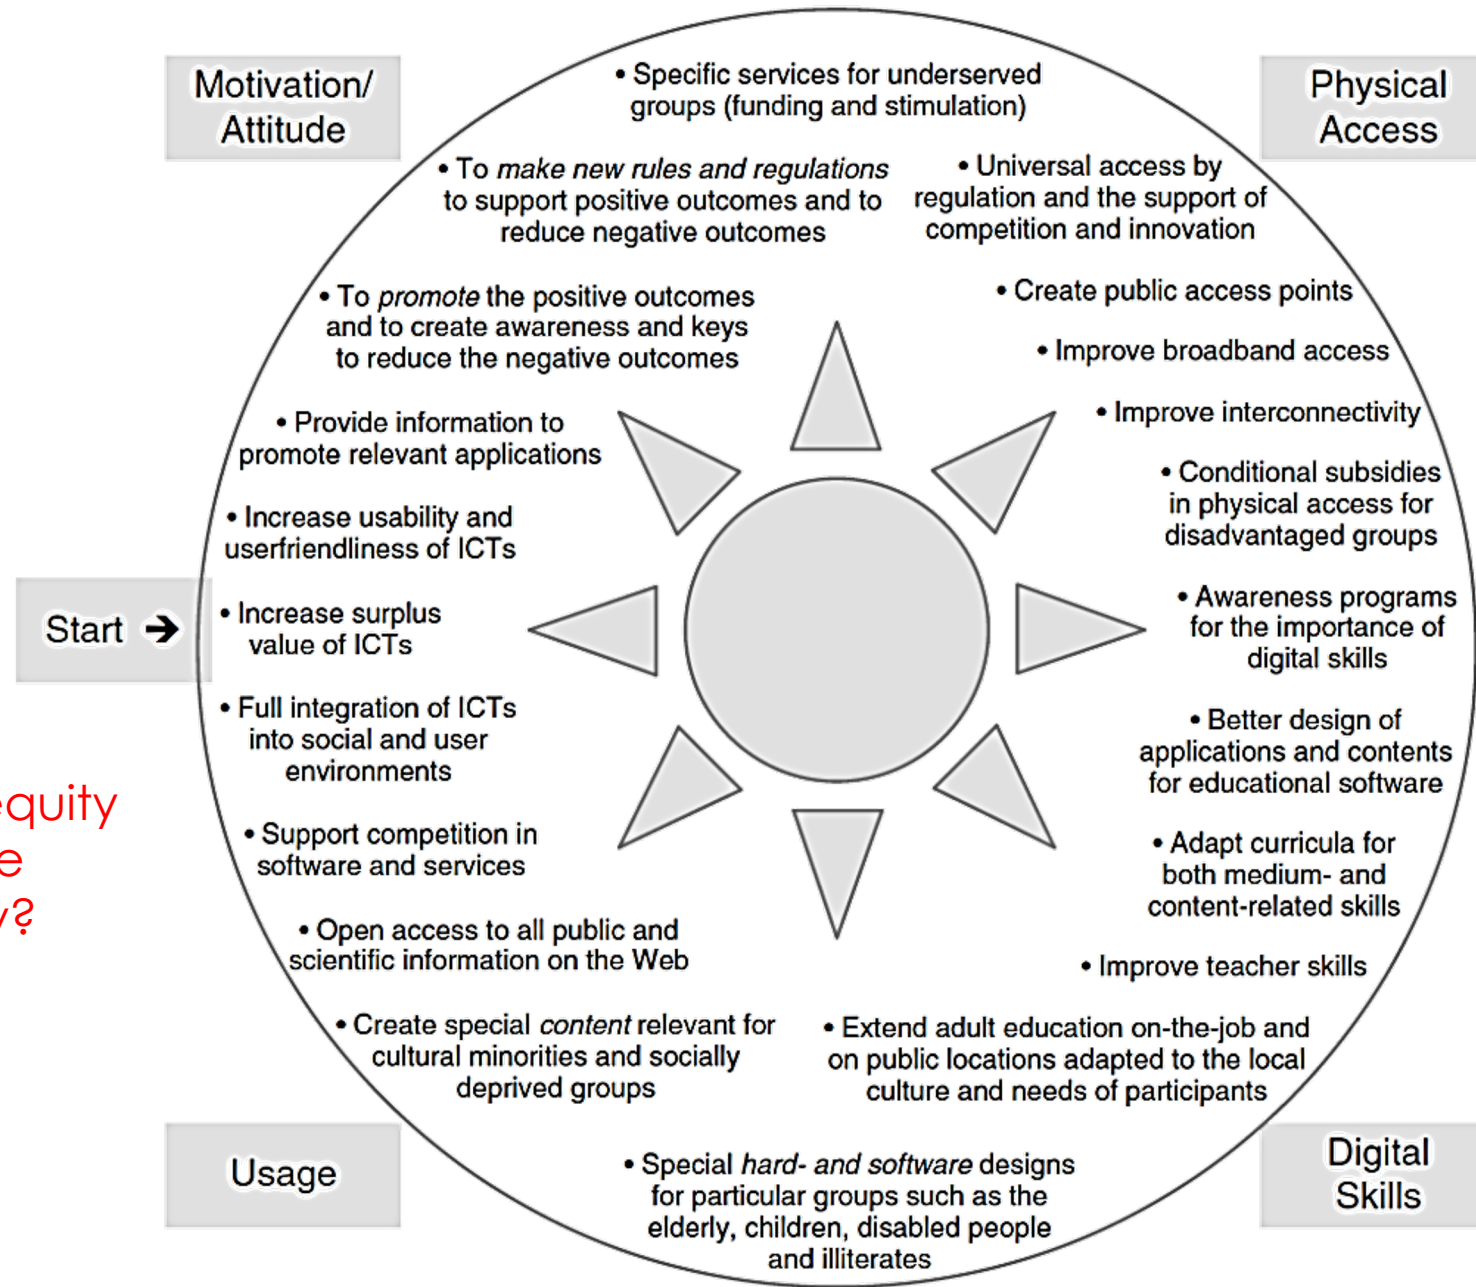 Motivation/
Attitude
Physical
Access
• Specific services for underserved
groups (funding and stimulation)
• To make new rules and regulations
to support positive outcomes and to
reduce negative outcomes
• Universal access by
regulation and the support of
competition and innovation
• To promote the positive outcomes
and to create awareness and keys
to reduce the negative outcomes
• Create public access points
• Improve broadband access
• Provide information to
promote relevant applications
• Improve interconnectivity
• Increase usability and
userfriendliness of ICTs
• Conditional subsidies
in physical access for
disadvantaged groups
Start ➔
• Increase surplus
value of ICTs
• Awareness programs
for the importance of
digital skills
• Full integration of ICTs
into social and user
environments
• Better design of
applications and contents
for educational software
equity
e
y?
• Support competition in
software and services
• Adapt curricula for
both medium- and
content-related skills
• Open access to all public and
scientific information on the Web
• Improve teacher skills
• Create special content relevant for
cultural minorities and socially
deprived groups
• Extend adult education on-the-job and
on public locations adapted to the local
culture and needs of participants
Usage
• Special hard- and software designs
for particular groups such as the
elderly, children, disabled people
and illiterates
Digital
Skills